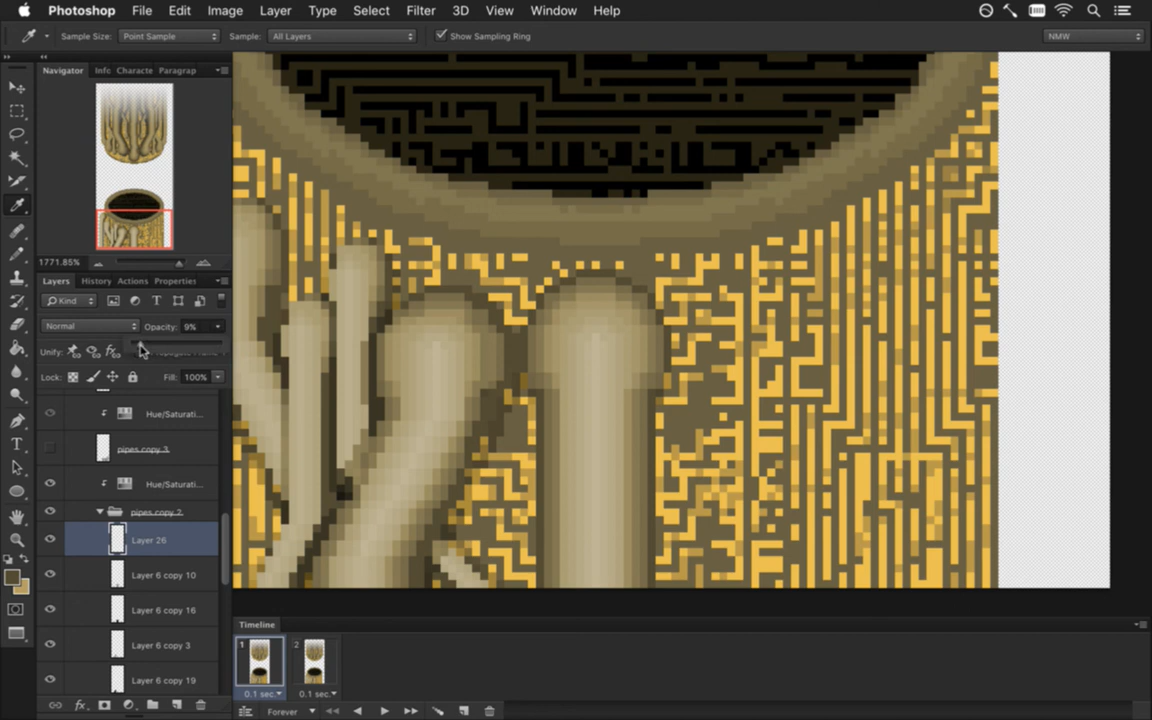 Photoshop File Edit Image Layer Type Select Filter 3D View Window Help
Sample Size: Point Sample Sample: All Layers Show Sampling Ring NMW
Navigator Info Characte Paragrap
1771.85%
Layers History Actions Properties
Kind
Normal Opacity: 9%
Unify:
Lock: Fill: 100%
Hue/Saturati...
pipes copy 3
Hue/Saturati...
pipes copy 2
Layer 26
Layer 6 copy 10
Layer 6 copy 16
Layer 6 copy 3
Layer 6 copy 19
Timeline
1 2
0.1 sec. 0.1 sec.
Forever